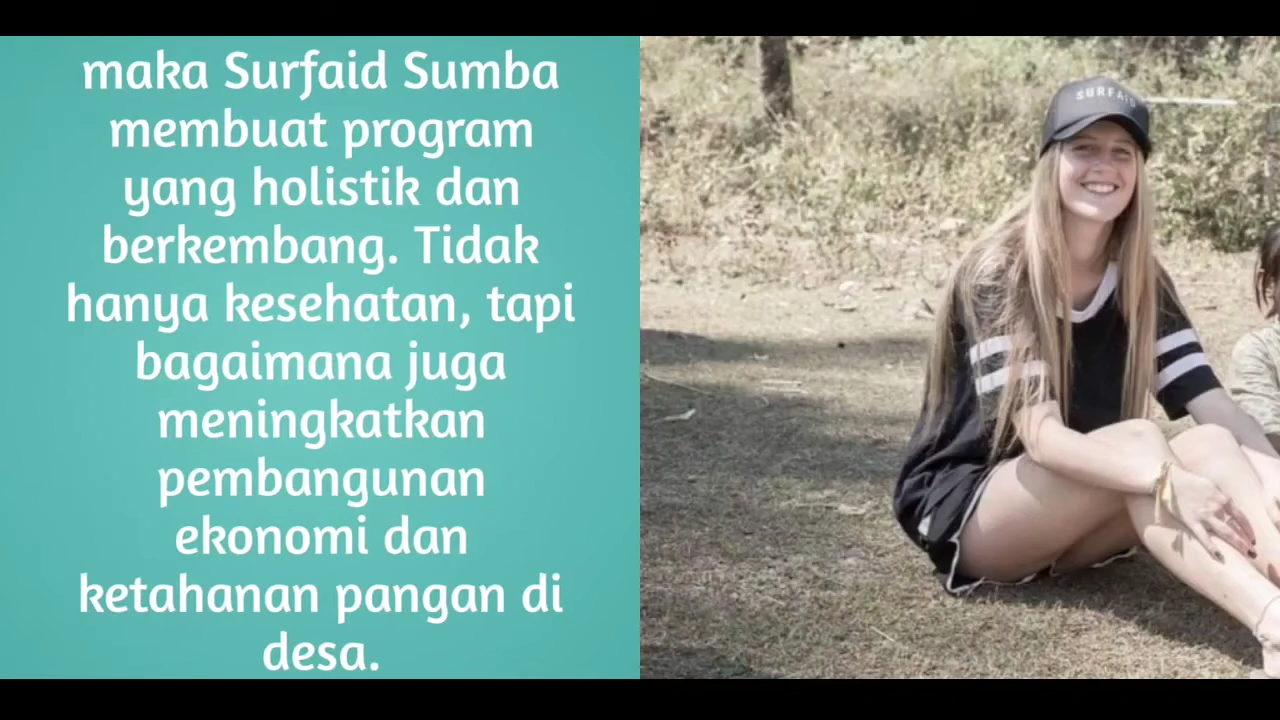 maka Surfaid Sumba
membuat program
yang holistik dan
berkembang. Tidak
hanya kesehatan, tapi
bagaimana juga
meningkatkan
pembangunan
ekonomi dan
ketahanan pangan di
desa.
SURFAID